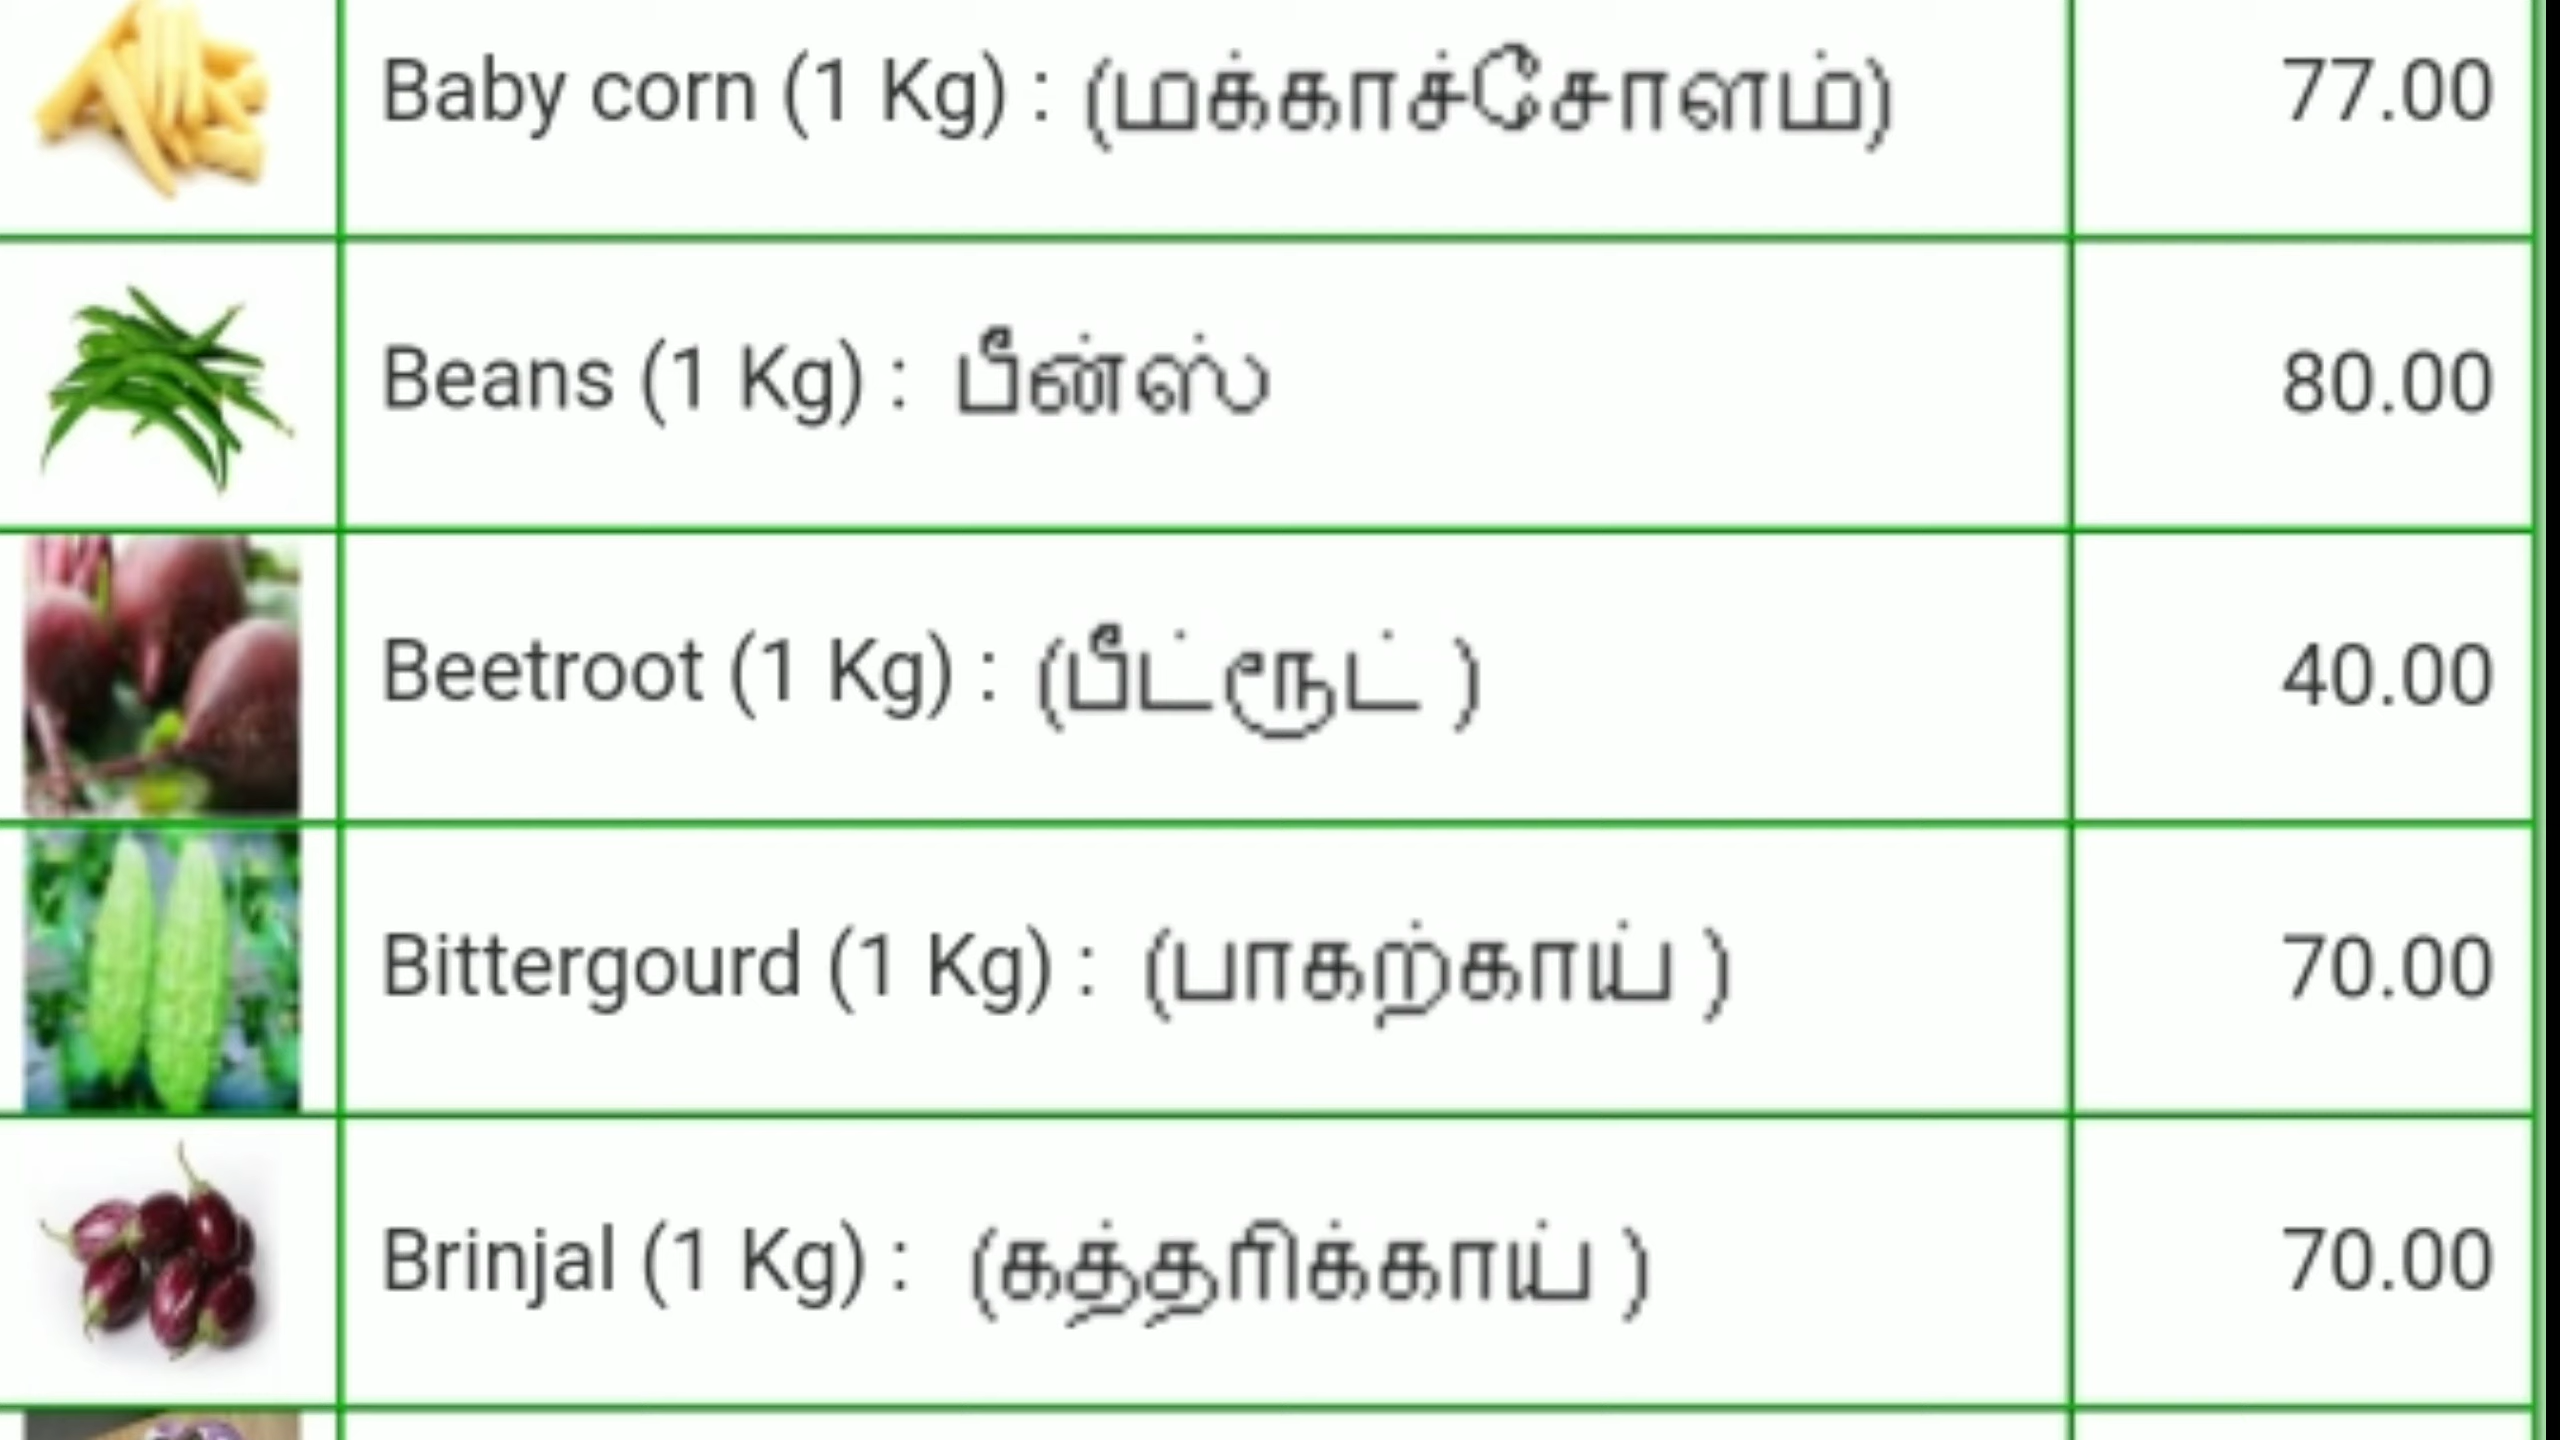 Baby corn (1 Kg) : (மக்காச்சோளம்) 77.00
Beans (1 Kg) : பீன்ஸ் 80.00
Beetroot (1 Kg) : (பீட்ரூட் ) 40.00
Bittergourd (1 Kg) : (பாகற்காய் ) 70.00
Brinjal (1 Kg) : (கத்தரிக்காய் ) 70.00